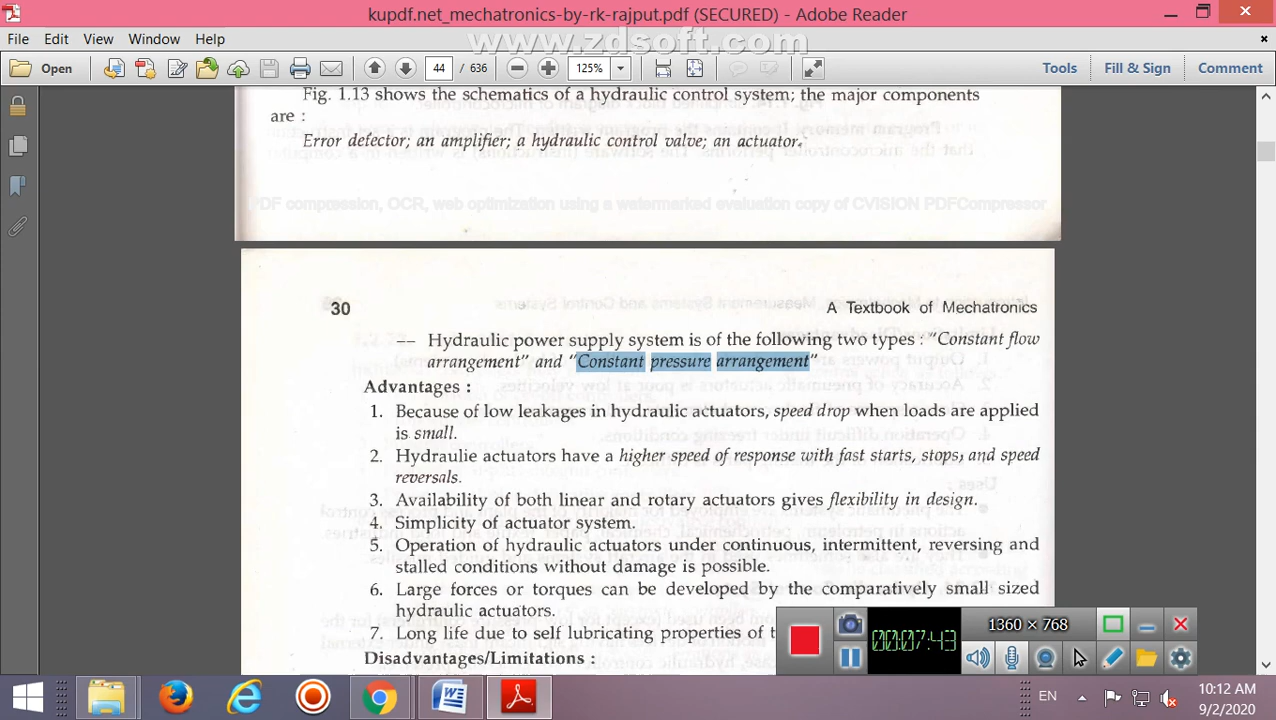 kupdf.net_mechatronics-by-rk-rajput.pdf (SECURED) - Adobe Reader
www.zdsoft.com
File Edit View Window Help
Open 44 / 636 125% Tools Fill & Sign Comment
Fig. 1.13 shows the schematics of a hydraulic control system; the major components
are :
Error defector; an amplifier; a hydraulic control valve; an actuator.
PDF compression, OCR, web optimization using a watermarked evaluation copy of CVISION PDFCompressor
30 A Textbook of Mechatronics
-- Hydraulic power supply system is of the following two types : "Constant flow
arrangement" and "Constant pressure arrangement"
Advantages :
1. Because of low leakages in hydraulic actuators, speed drop when loads are applied
is small.
2. Hydraulie actuators have a higher speed of response with fast starts, stops, and speed
reversals.
3. Availability of both linear and rotary actuators gives flexibility in design.
4. Simplicity of actuator system.
5. Operation of hydraulic actuators under continuous, intermittent, reversing and
stalled conditions without damage is possible.
6. Large forces or torques can be developed by the comparatively small sized
hydraulic actuators.
7. Long life due to self lubricating properties of t
Disadvantages/Limitations :
00:07:43
1360 × 768
EN
10:12 AM
9/2/2020